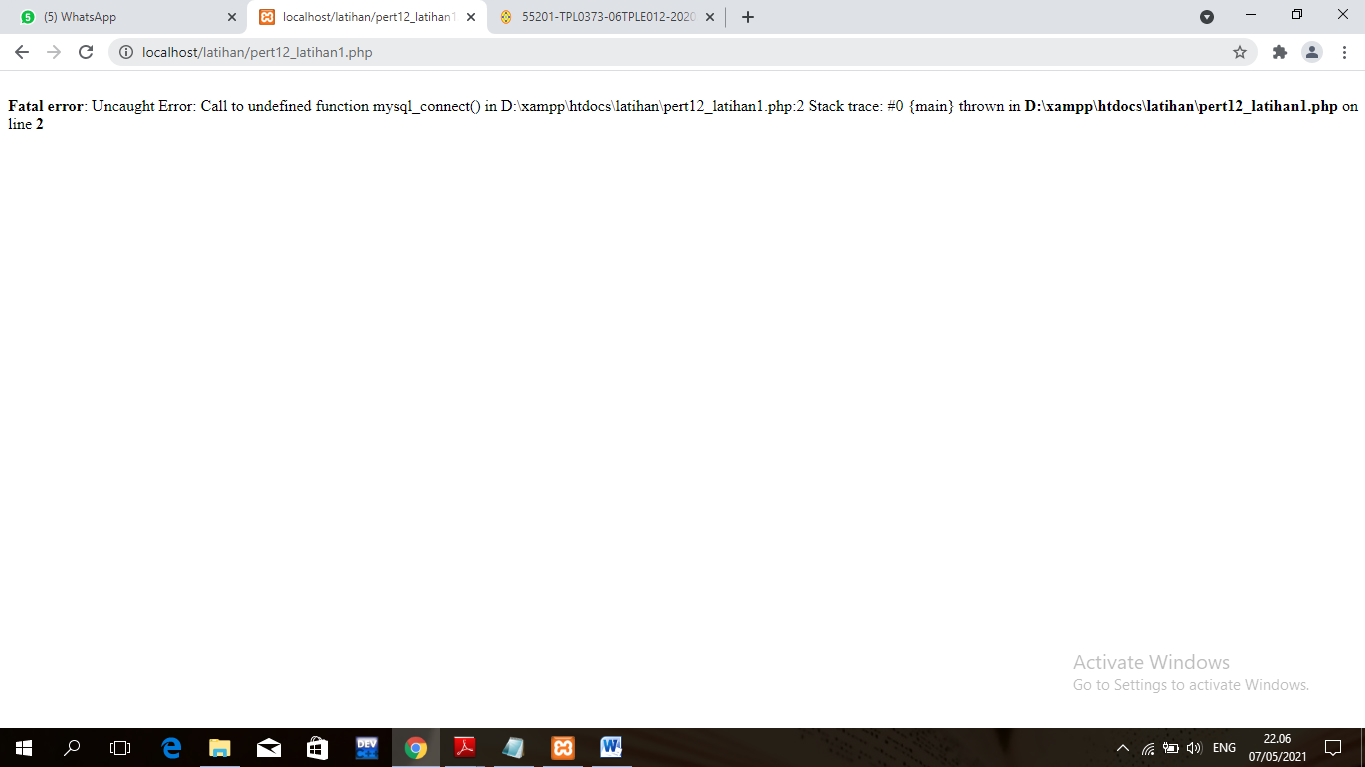 (5) WhatsApp
localhost/latihan/pert12_latihan1
55201-TPL0373-06TPLE012-2020
localhost/latihan/pert12_latihan1.php
Fatal error: Uncaught Error: Call to undefined function mysql_connect() in D:\xampp\htdocs\latihan\pert12_latihan1.php:2 Stack trace: #0 {main} thrown in D:\xampp\htdocs\latihan\pert12_latihan1.php on
line 2
Activate Windows
Go to Settings to activate Windows.
DEV
ENG
22.06
07/05/2021